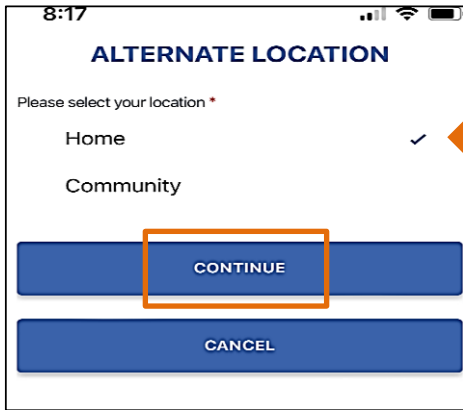 8:17
ALTERNATE LOCATION
Please select your location *
Home
Community
CONTINUE
CANCEL